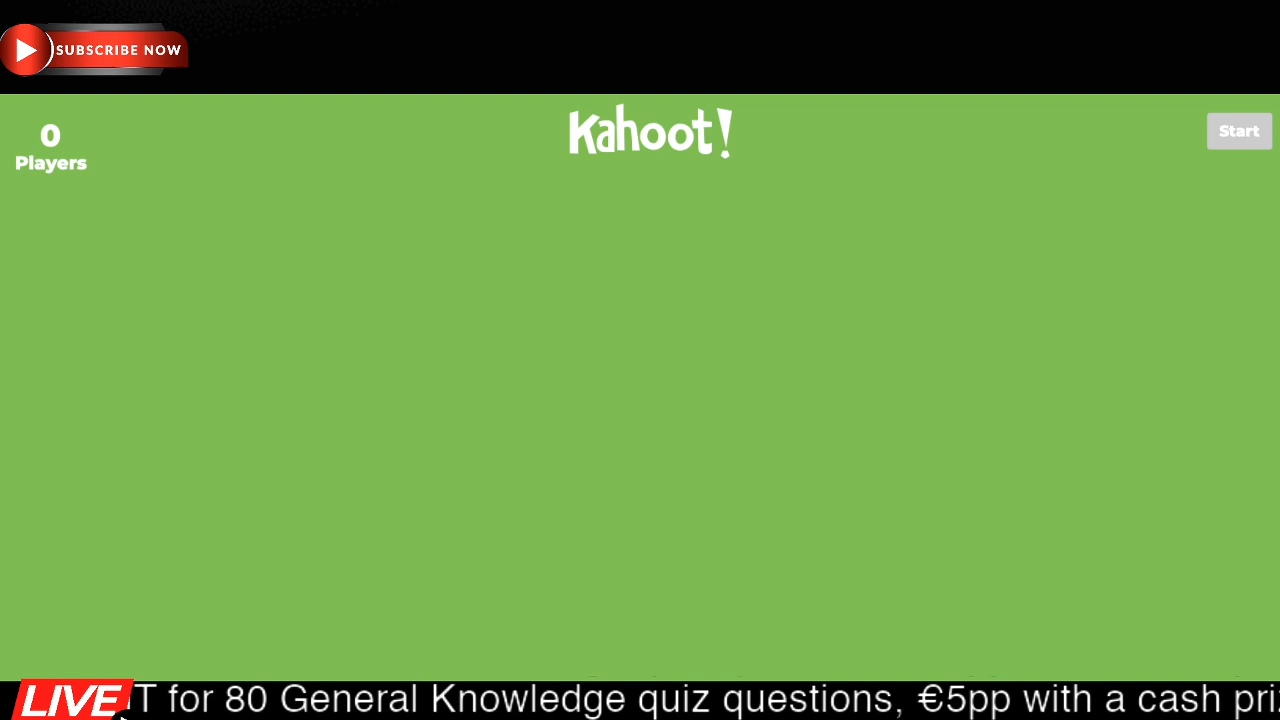 SUBSCRIBE NOW
Kahoot!
0
Players
Start
LIVE
for 80 General Knowledge quiz questions, €5pp with a cash